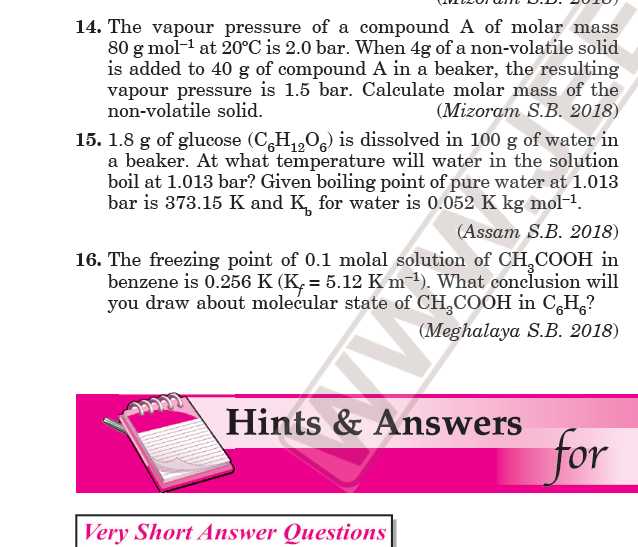 (Mizoram S.B. 2018)
14. The vapour pressure of a compound A of molar mass
80 g mol⁻¹ at 20ºC is 2.0 bar. When 4g of a non-volatile solid
is added to 40 g of compound A in a beaker, the resulting
vapour pressure is 1.5 bar. Calculate molar mass of the
non-volatile solid. (Mizoram S.B. 2018)
15. 1.8 g of glucose (C₆H₁₂O₆) is dissolved in 100 g of water in
a beaker. At what temperature will water in the solution
boil at 1.013 bar? Given boiling point of pure water at 1.013
bar is 373.15 K and K_b for water is 0.052 K kg mol⁻¹.
(Assam S.B. 2018)
16. The freezing point of 0.1 molal solution of CH₃COOH in
benzene is 0.256 K (K_f = 5.12 K m⁻¹). What conclusion will
you draw about molecular state of CH₃COOH in C₆H₆?
(Meghalaya S.B. 2018)
Hints & Answers
for
Very Short Answer Questions
WWW.JEE